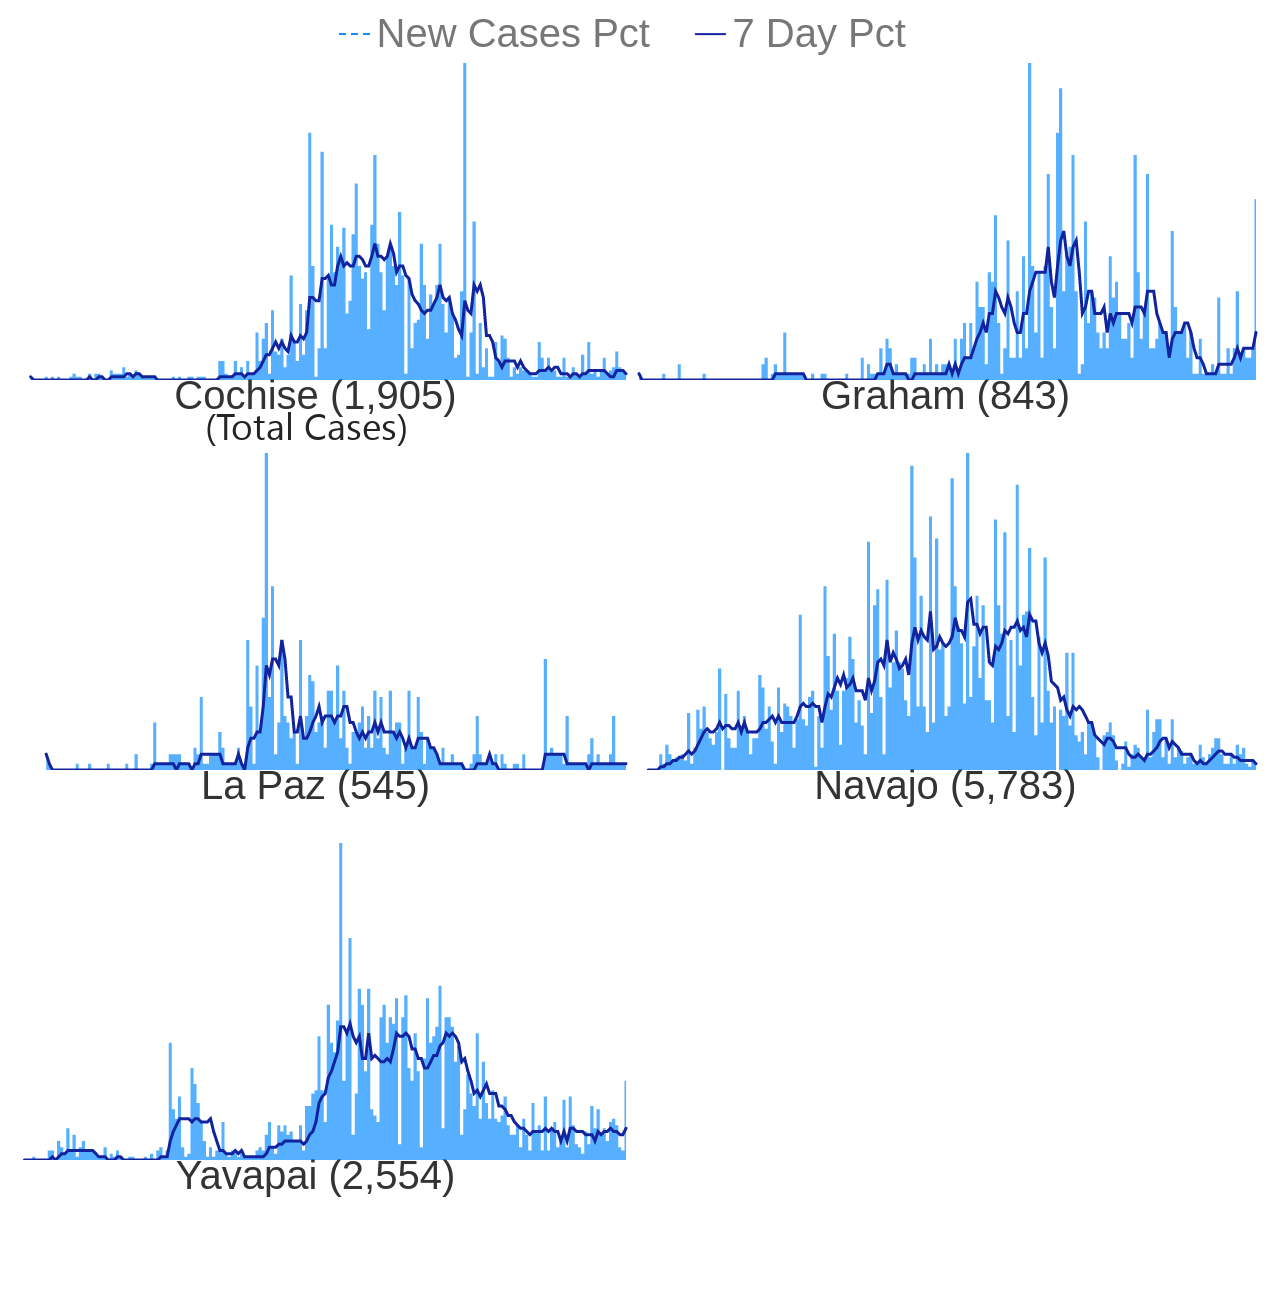 New Cases Pct 7 Day Pct
Cochise (1,905) Graham (843)
(Total Cases)
La Paz (545) Navajo (5,783)
Yavapai (2,554)